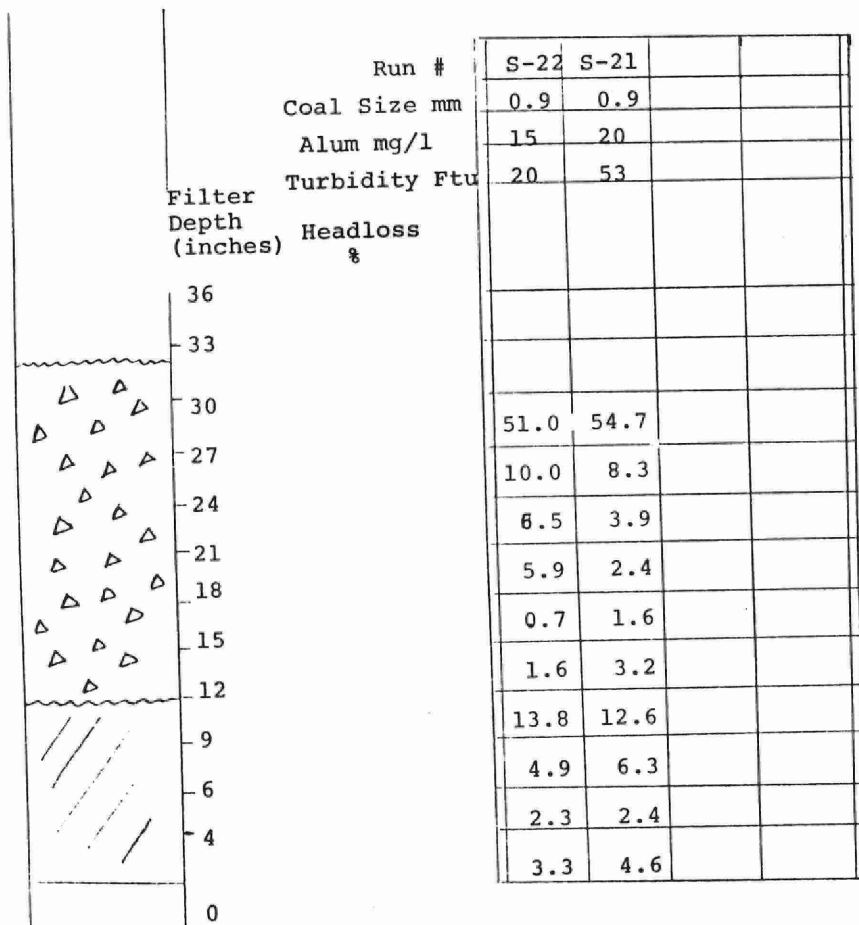 Run # S-22 S-21
Coal Size mm 0.9 0.9
Alum mg/l 15 20
Turbidity Ftu 20 53
Filter
Depth
(inches)
Headloss
%
36
33
30 51.0 54.7
27 10.0 8.3
24 6.5 3.9
21 5.9 2.4
18 0.7 1.6
15 1.6 3.2
12 13.8 12.6
9 4.9 6.3
6 2.3 2.4
4 3.3 4.6
0